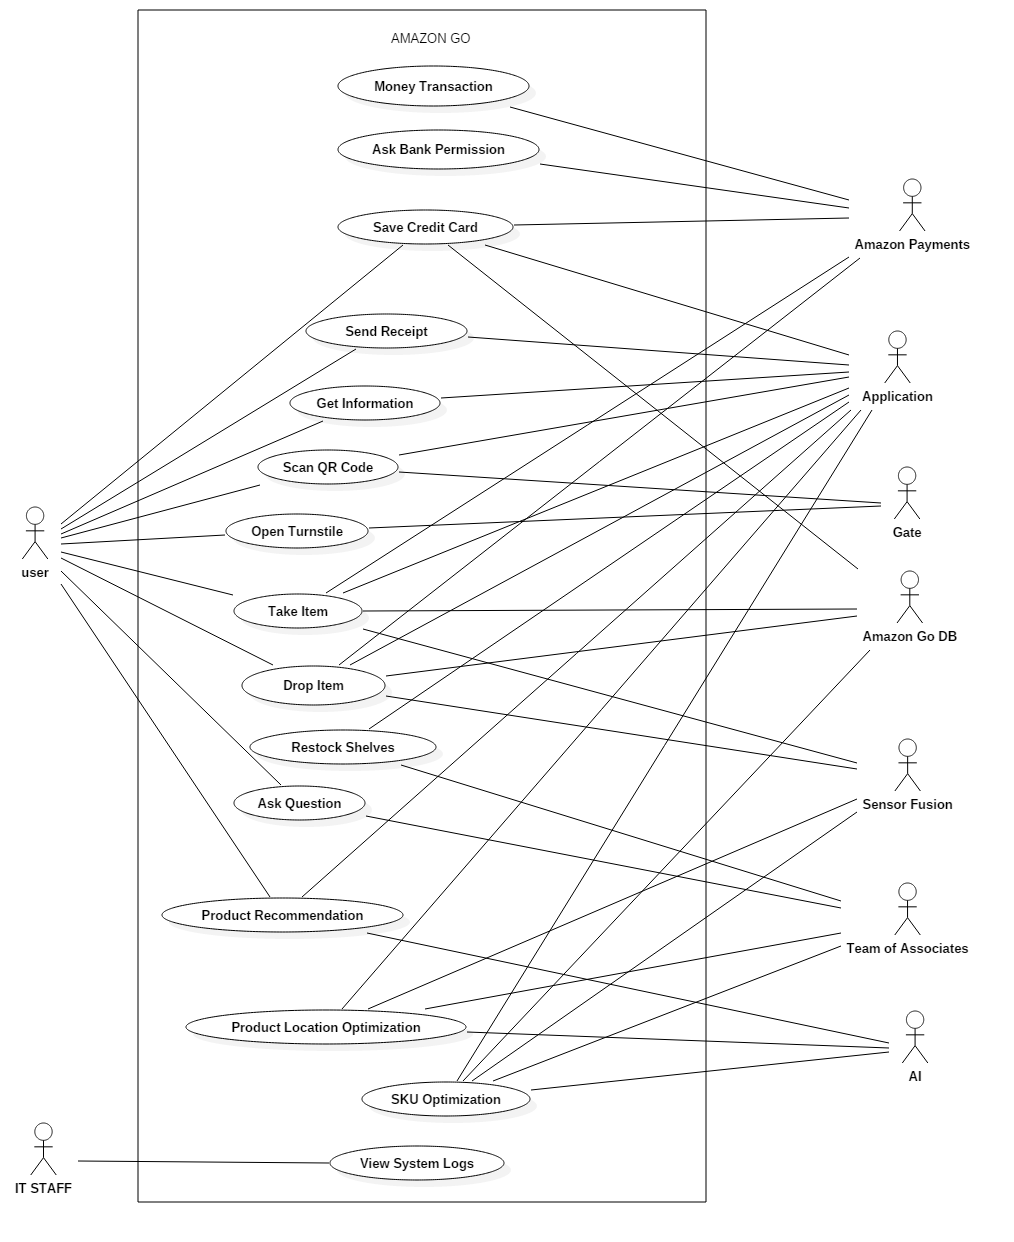 AMAZON GO
Money Transaction
Ask Bank Permission
Save Credit Card
Amazon Payments
Send Receipt
Application
Get Information
Scan QR Code
Open Turnstile
Gate
user
Take Item
Amazon Go DB
Drop Item
Restock Shelves
Ask Question
Sensor Fusion
Product Recommendation
Team of Associates
Product Location Optimization
AI
SKU Optimization
View System Logs
IT STAFF